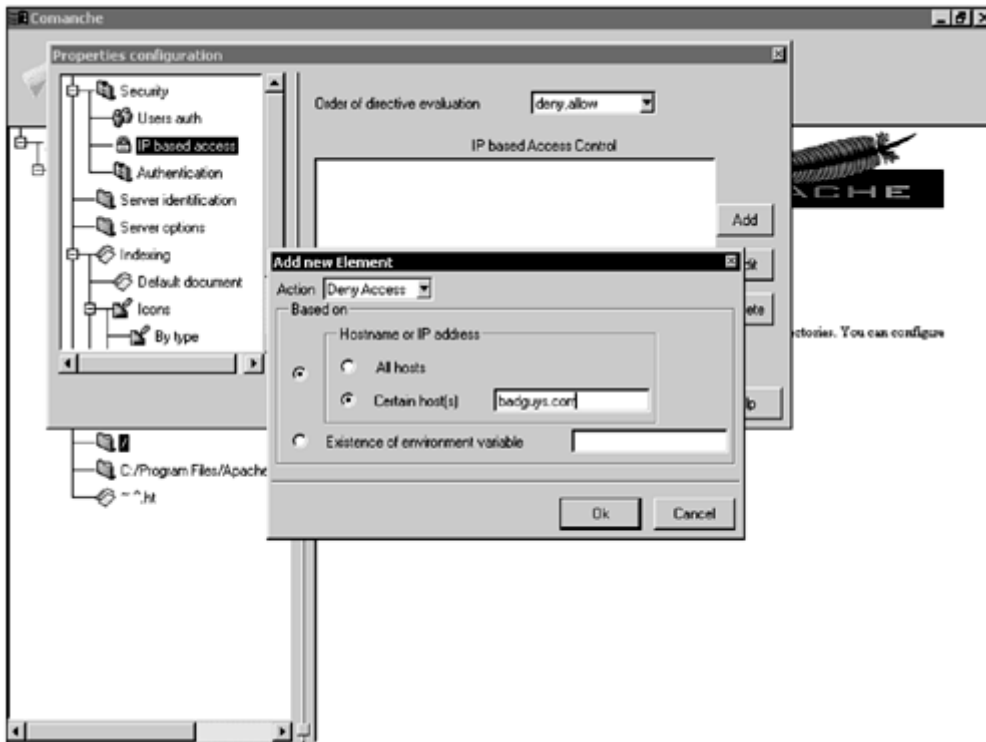 Comanche
Properties configuration
Security
Users auth
IP based access
Authentication
Server identification
Server options
Indexing
Default document
Icons
By type
Order of directive evaluation
deny,allow
IP based Access Control
Add
ACHE
ectories. You can configure
Add new Element
Action
Deny Access
Based on
Hostname or IP address
All hosts
Certain host(s)
badguys.com
Existence of environment variable
Ok
Cancel
/
C:/Program Files/Apache
~ ^.ht